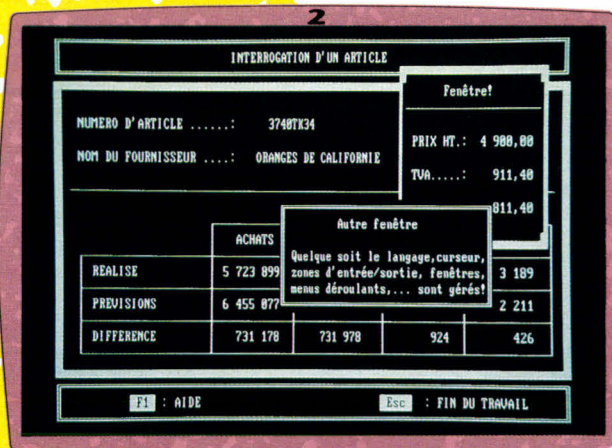 2
INTERROGATION D'UN ARTICLE
Fenêtre!
NUMERO D'ARTICLE ......: 3740TK34
PRIX HT.: 4 900,00
NOM DU FOURNISSEUR ....: ORANGES DE CALIFORNIE
TVA.....: 911,40
811,40
Autre fenêtre
ACHATS
Quelque soit le langage,curseur,
zones d'entrée/sortie, fenêtres,
menus déroulants,... sont gérés!
REALISE 5 723 899 3 189
PREVISIONS 6 455 077 2 211
DIFFERENCE 731 178 731 978 924 426
F1 : AIDE Esc : FIN DU TRAVAIL